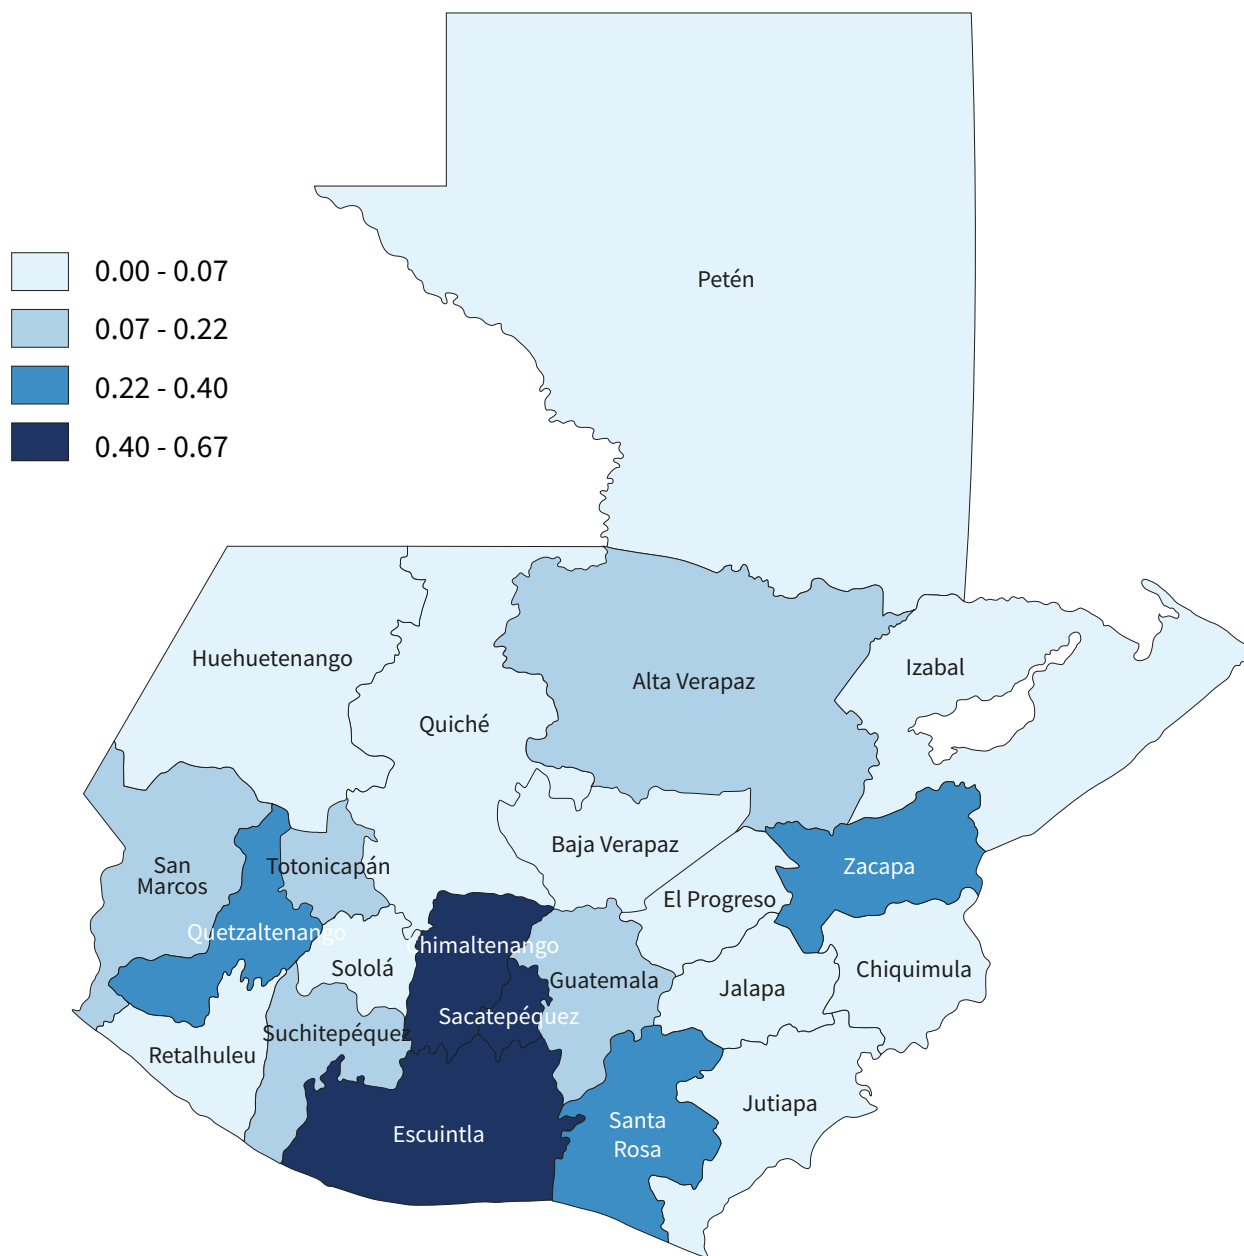 Petén
0.00 - 0.07
0.07 - 0.22
0.22 - 0.40
0.40 - 0.67
Huehuetenango
Izabal
Alta Verapaz
Quiché
Baja Verapaz
San
Marcos
Totonicapán
Zacapa
El Progreso
Quetzaltenango
Chimaltenango
Sololá
Guatemala
Chiquimula
Jalapa
Sacatepéquez
Suchitepéquez
Retalhuleu
Jutiapa
Santa
Rosa
Escuintla